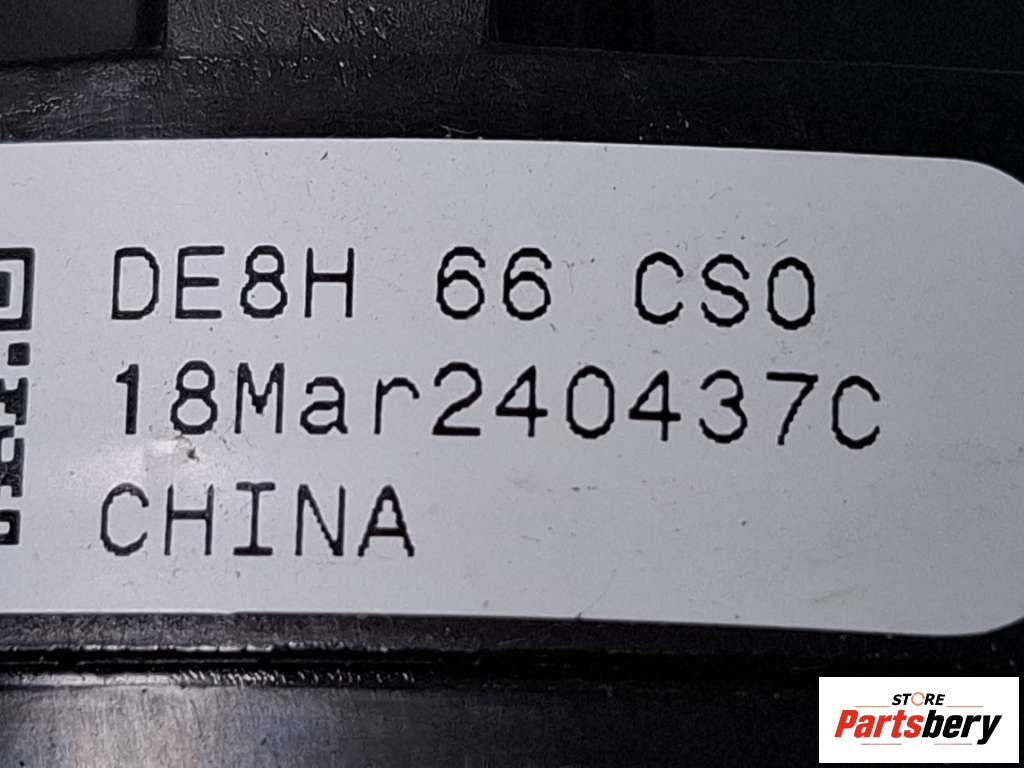 DE8H 66 CS0
18Mar240437C
CHINA
STORE
Partsbery